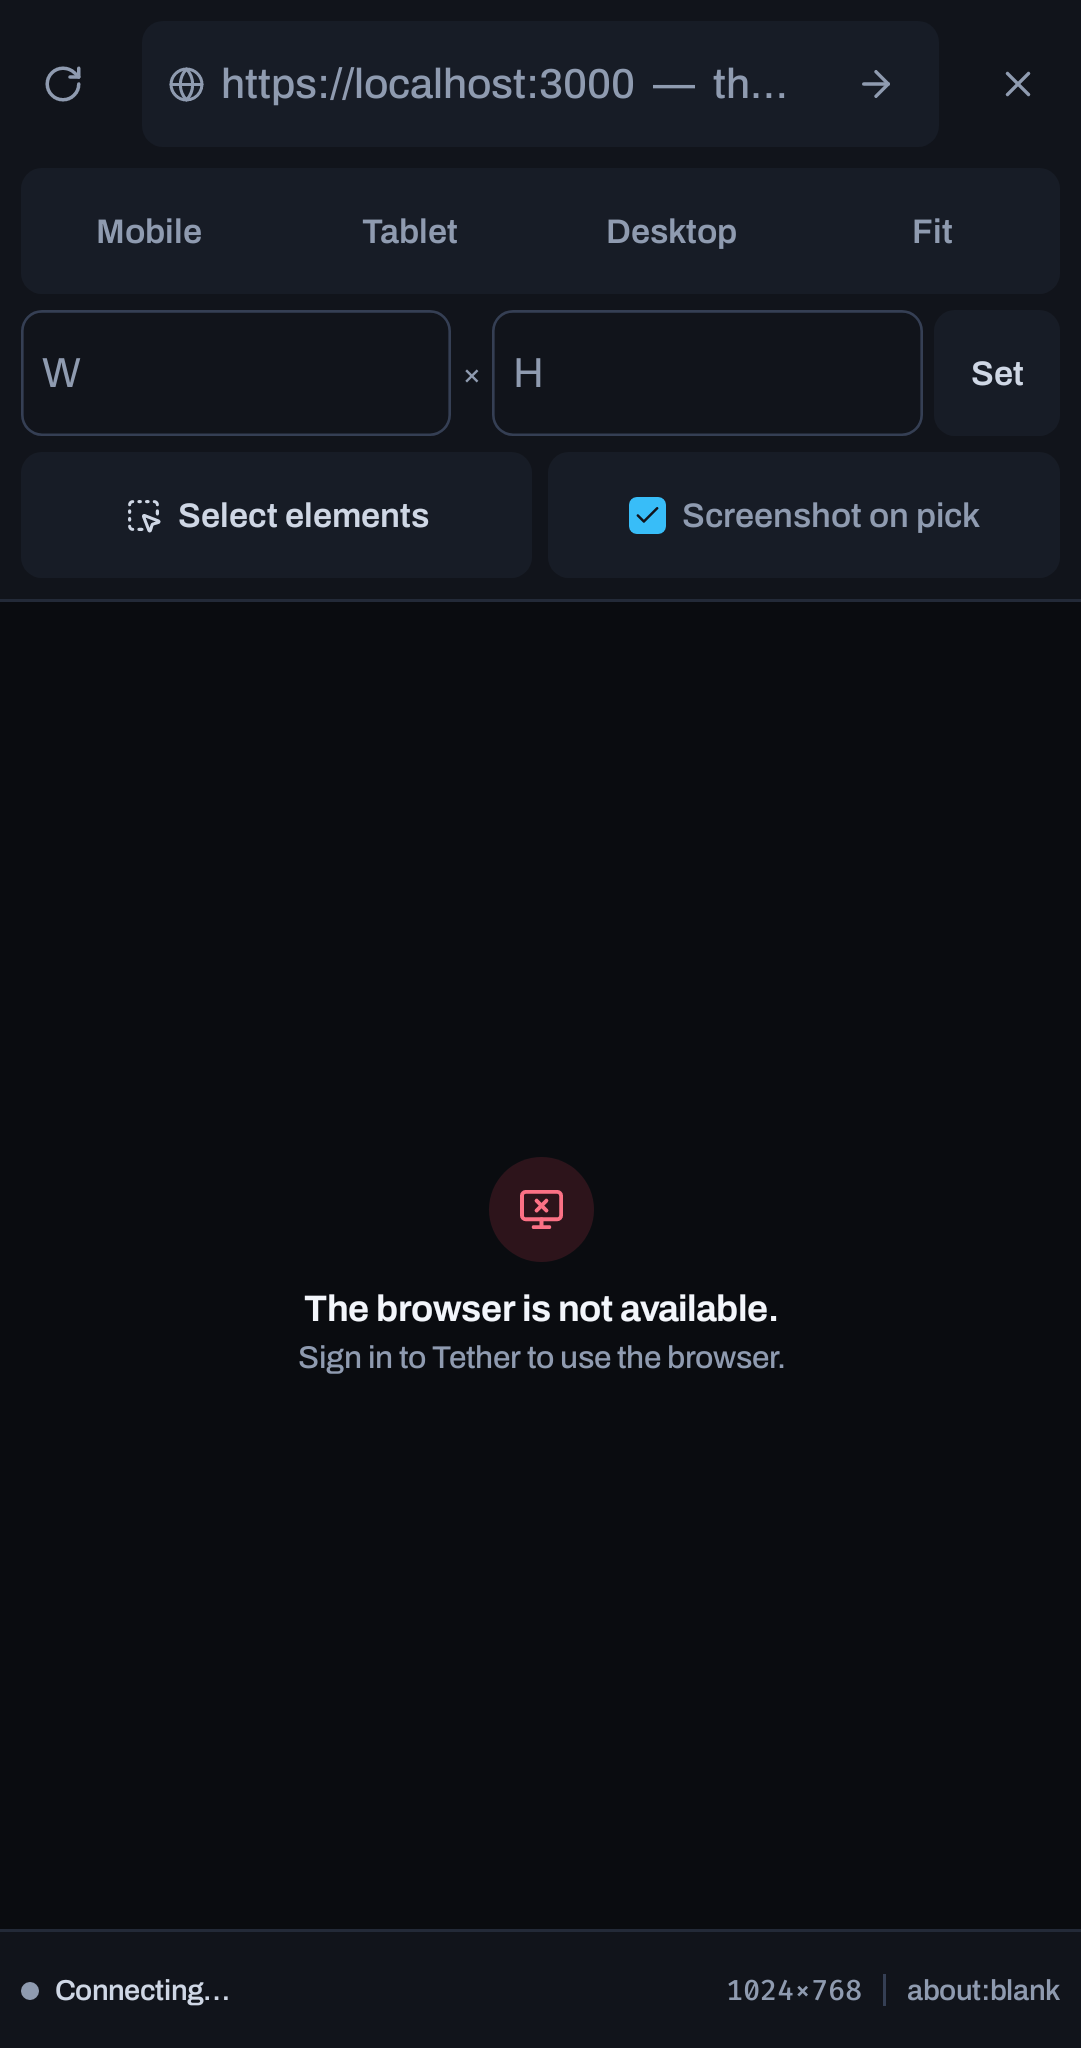 https://localhost:3000 — th...
Mobile Tablet Desktop Fit
W × H Set
Select elements Screenshot on pick
The browser is not available.
Sign in to Tether to use the browser.
Connecting... 1024×768 about:blank